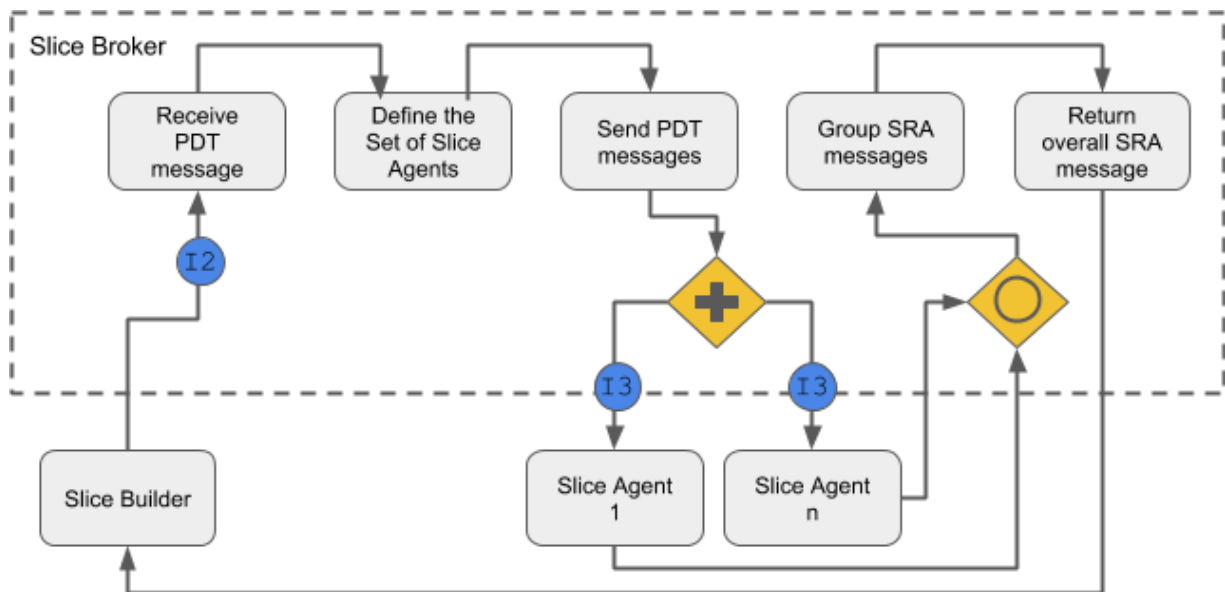 Slice Broker
Receive
PDT
message
Define the
Set of Slice
Agents
Send PDT
messages
Group SRA
messages
Return
overall SRA
message
I2
I3
I3
Slice Builder
Slice Agent
1
Slice Agent
n